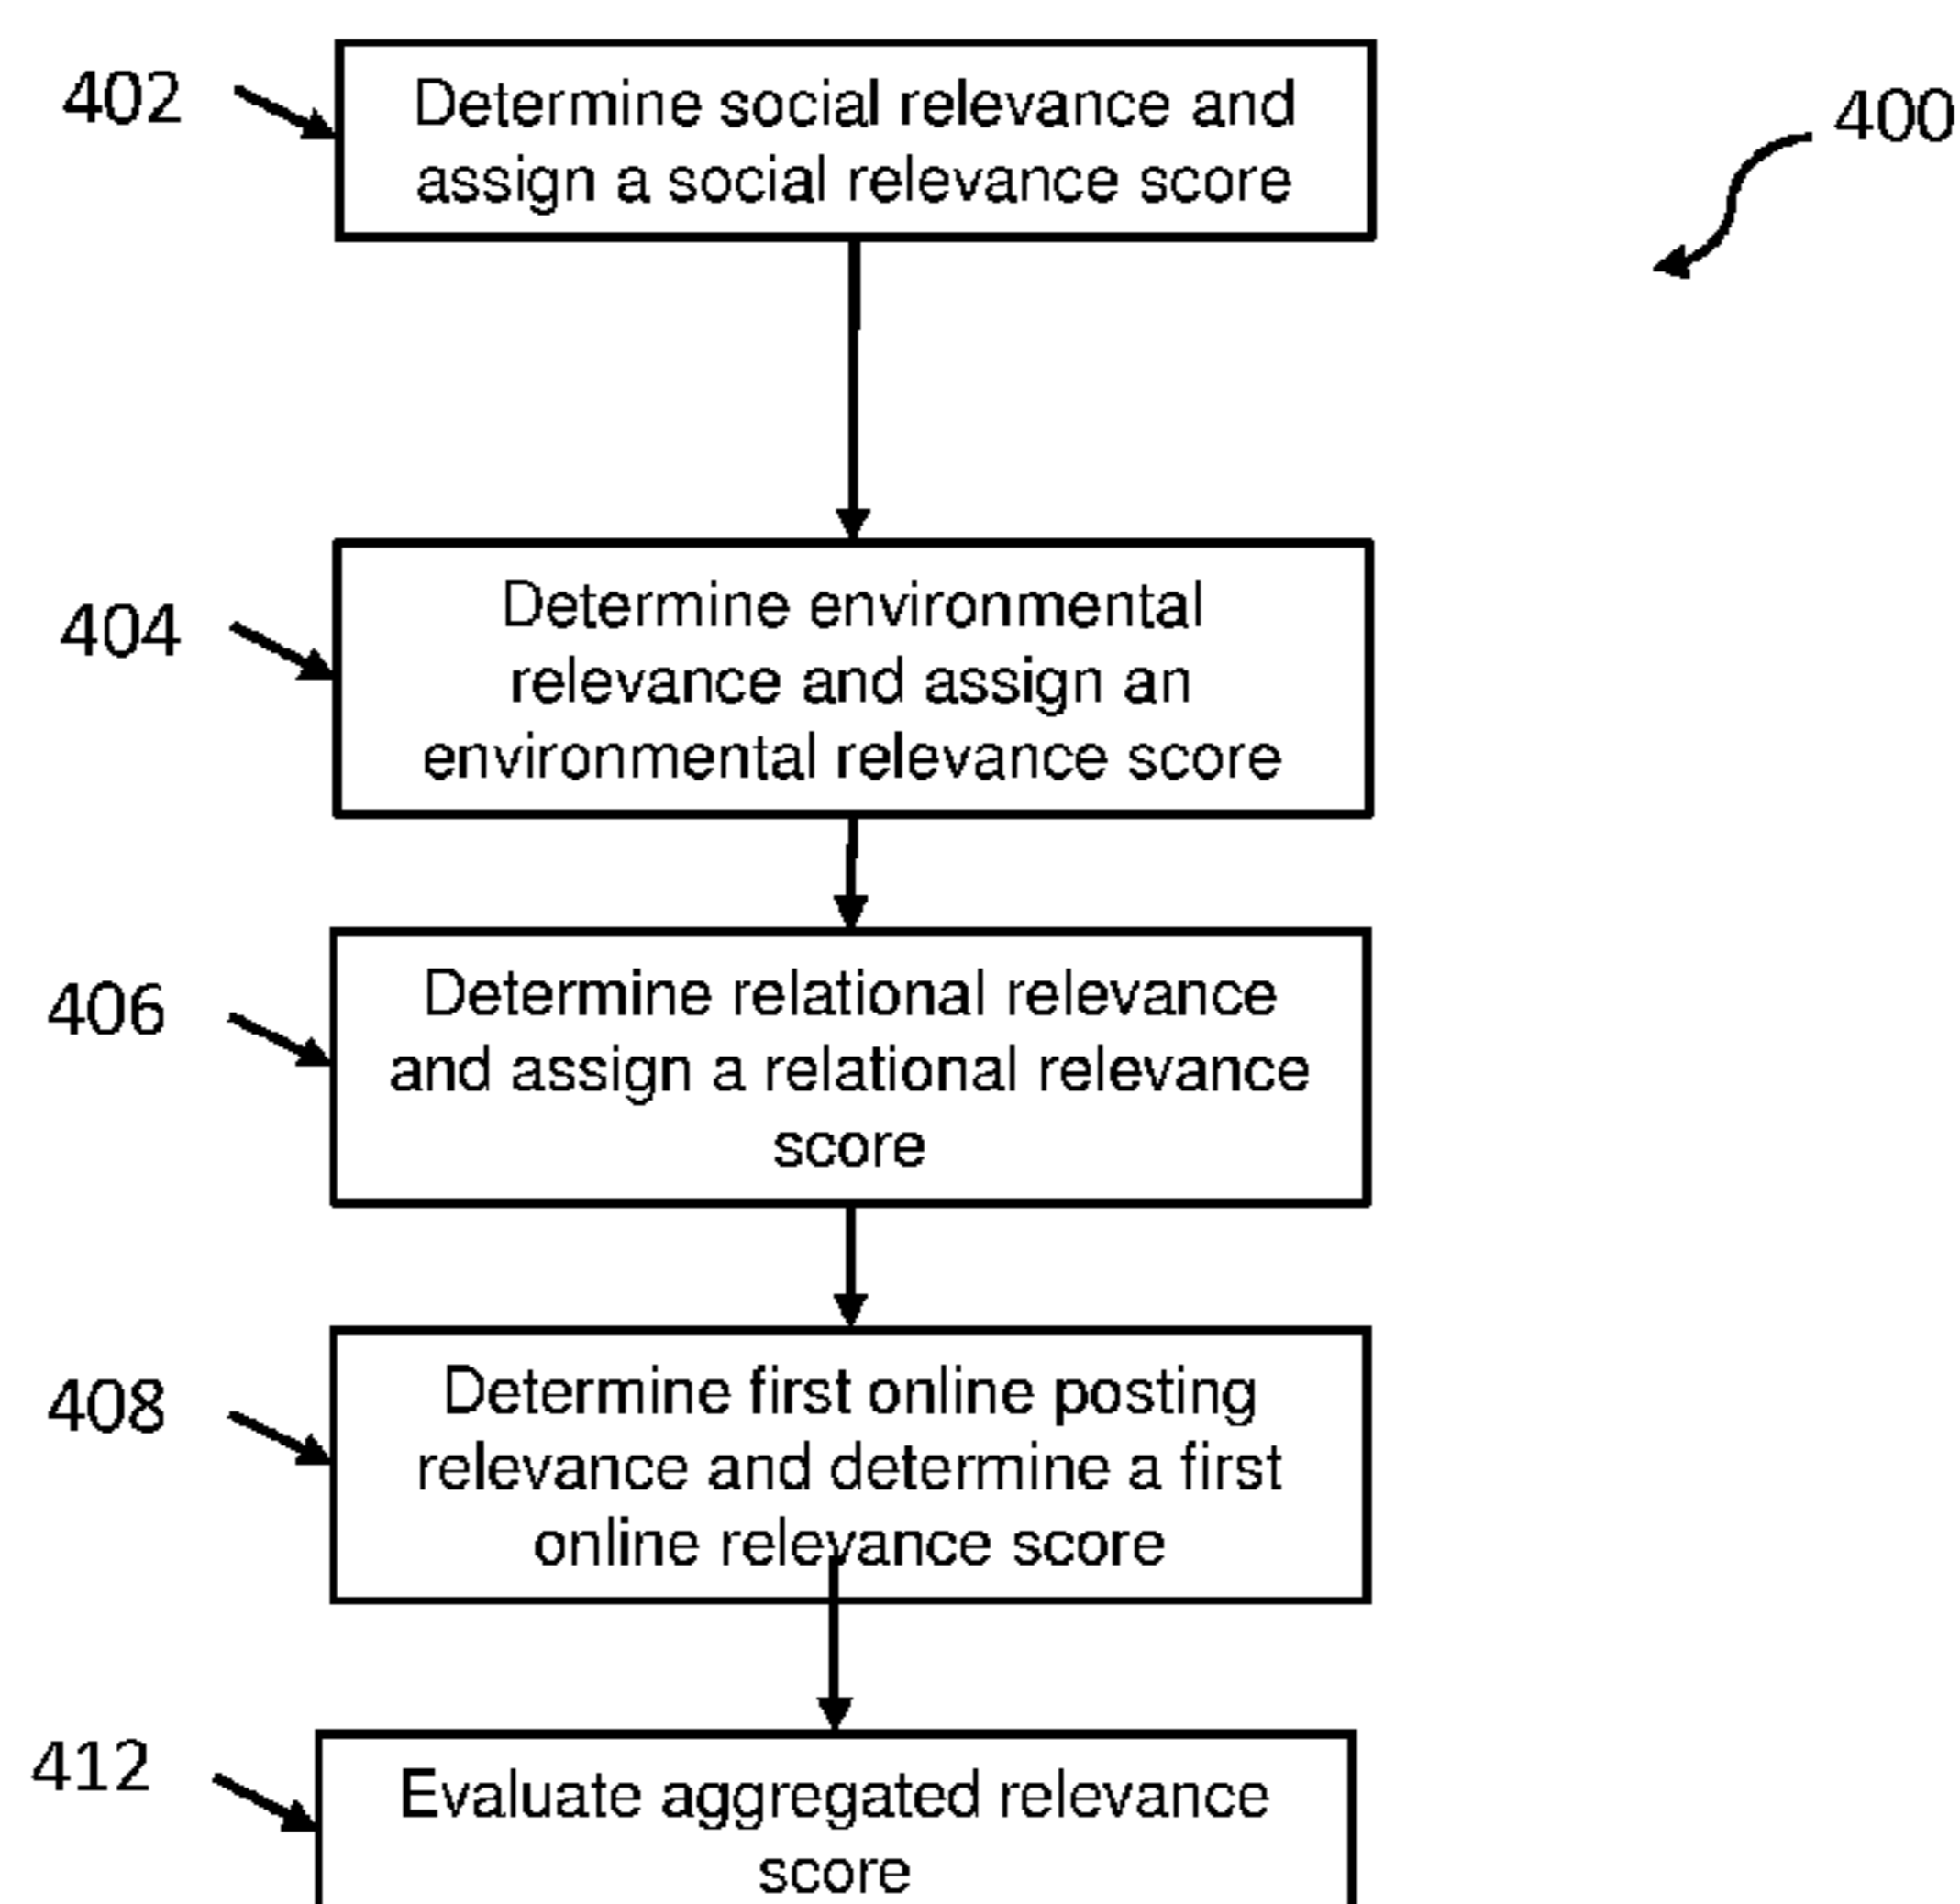 402
Determine social relevance and
assign a social relevance score
400
404
Determine environmental
relevance and assign an
environmental relevance score
406
Determine relational relevance
and assign a relational relevance
score
408
Determine first online posting
relevance and determine a first
online relevance score
412
Evaluate aggregated relevance
score